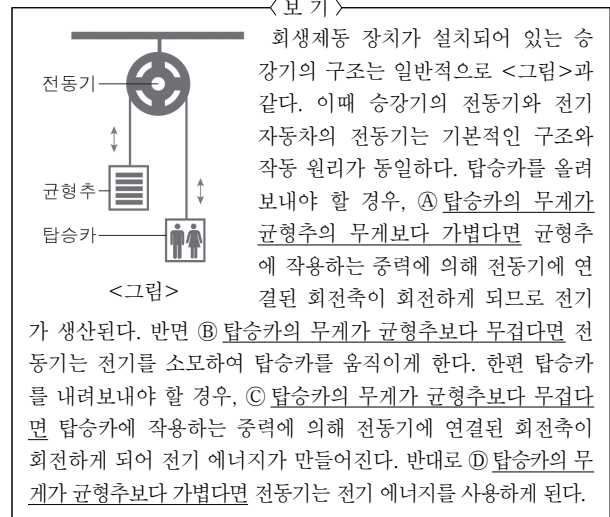 〈보 기〉
회생제동 장치가 설치되어 있는 승
강기의 구조는 일반적으로 <그림>과
같다. 이때 승강기의 전동기와 전기
자동차의 전동기는 기본적인 구조와
작동 원리가 동일하다. 탑승카를 올려
보내야 할 경우, Ⓐ 탑승카의 무게가
균형추의 무게보다 가볍다면 균형추
에 작용하는 중력에 의해 전동기에 연
결된 회전축이 회전하게 되므로 전기
가 생산된다. 반면 Ⓑ 탑승카의 무게가 균형추보다 무겁다면 전
동기는 전기를 소모하여 탑승카를 움직이게 한다. 한편 탑승카
를 내려보내야 할 경우, Ⓒ 탑승카의 무게가 균형추보다 무겁다
면 탑승카에 작용하는 중력에 의해 전동기에 연결된 회전축이
회전하게 되어 전기 에너지가 만들어진다. 반대로 Ⓓ 탑승카의 무
게가 균형추보다 가볍다면 전동기는 전기 에너지를 사용하게 된다.
전동기
균형추
탑승카
<그림>